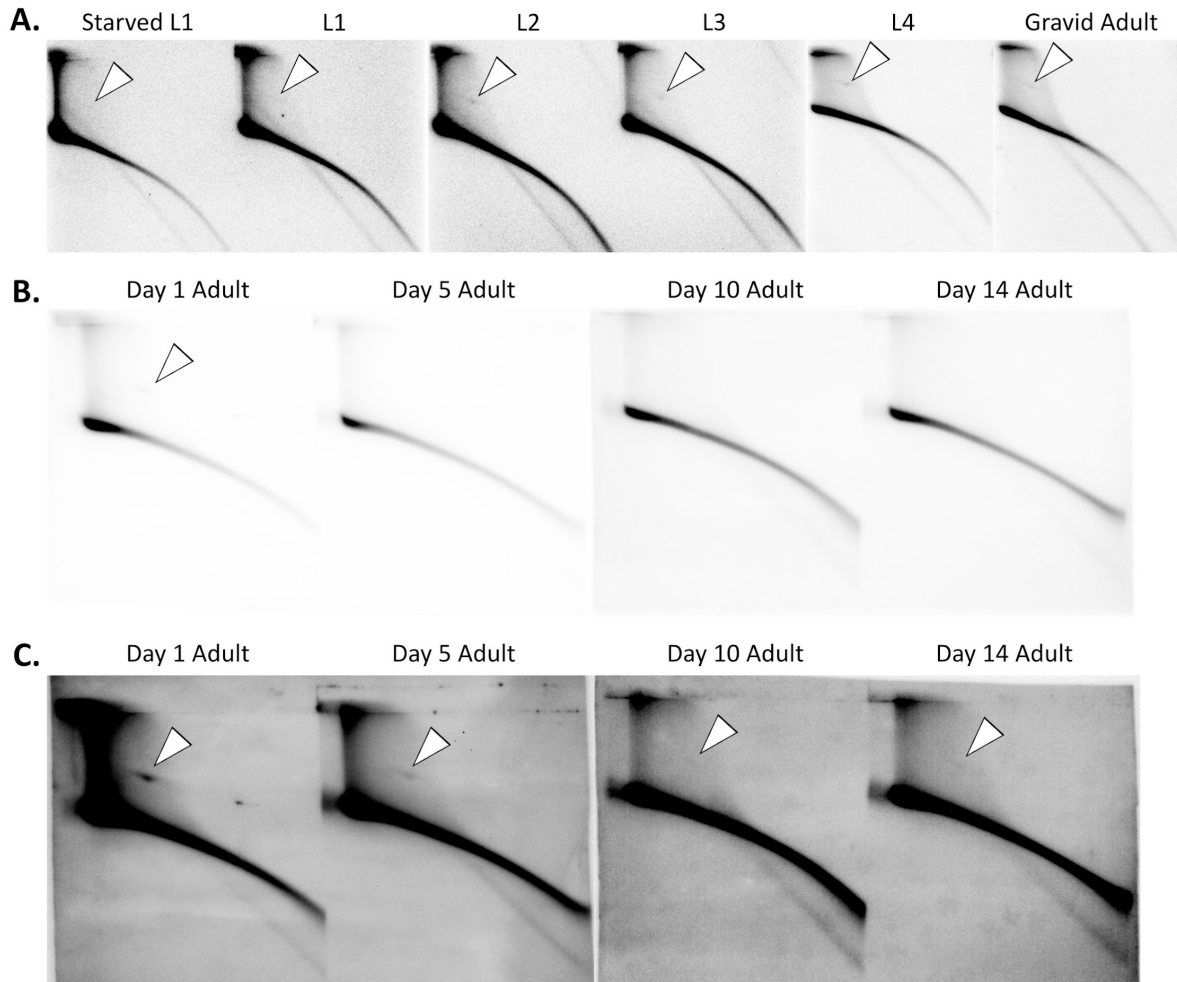 A. Starved L1 L1 L2 L3 L4 Gravid Adult
B. Day 1 Adult Day 5 Adult Day 10 Adult Day 14 Adult
C. Day 1 Adult Day 5 Adult Day 10 Adult Day 14 Adult